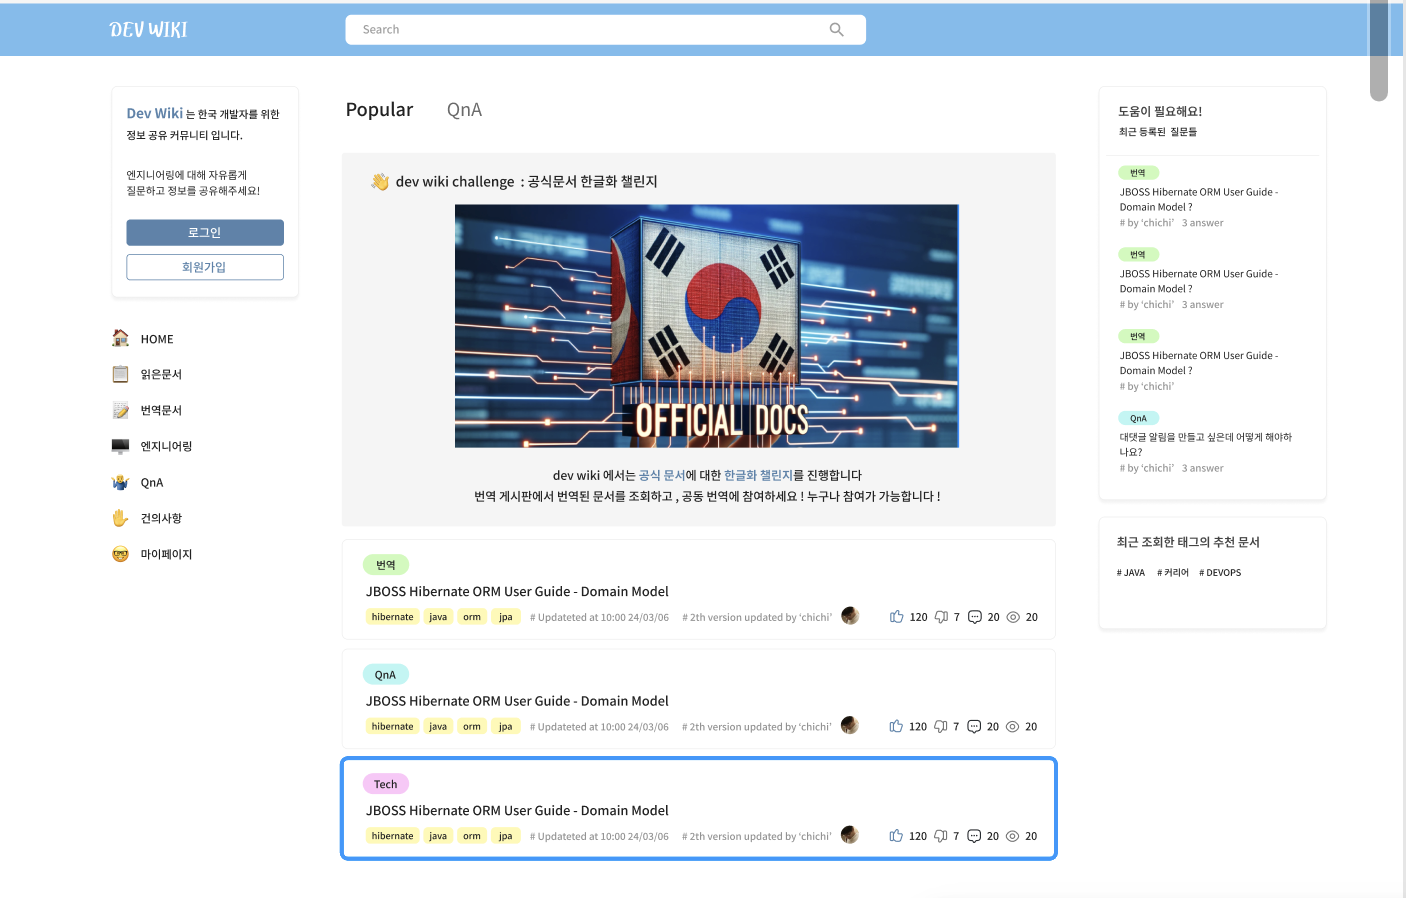 DEV WIKI
Search
Dev Wiki 는 한국 개발자를 위한
정보 공유 커뮤니티 입니다.
엔지니어링에 대해 자유롭게
질문하고 정보를 공유해주세요!
로그인
회원가입
HOME
읽은문서
번역문서
엔지니어링
QnA
건의사항
마이페이지
Popular QnA
dev wiki challenge : 공식문서 한글화 챌린지
OFFICIAL DOCS
dev wiki 에서는 공식 문서에 대한 한글화 챌린지를 진행합니다
번역 게시판에서 번역된 문서를 조회하고 , 공동 번역에 참여하세요 ! 누구나 참여가 가능합니다 !
번역
JBOSS Hibernate ORM User Guide - Domain Model
hibernate java orm jpa # Updateted at 10:00 24/03/06 # 2th version updated by ‘chichi’ 120 7 20 20
QnA
JBOSS Hibernate ORM User Guide - Domain Model
hibernate java orm jpa # Updateted at 10:00 24/03/06 # 2th version updated by ‘chichi’ 120 7 20 20
Tech
JBOSS Hibernate ORM User Guide - Domain Model
hibernate java orm jpa # Updateted at 10:00 24/03/06 # 2th version updated by ‘chichi’ 120 7 20 20
도움이 필요해요!
최근 등록된 질문들
번역
JBOSS Hibernate ORM User Guide -
Domain Model ?
# by ‘chichi’ 3 answer
번역
JBOSS Hibernate ORM User Guide -
Domain Model ?
# by ‘chichi’ 3 answer
번역
JBOSS Hibernate ORM User Guide -
Domain Model ?
# by ‘chichi’
QnA
대댓글 알림을 만들고 싶은데 어떻게 해야하
나요?
# by ‘chichi’ 3 answer
최근 조회한 태그의 추천 문서
# JAVA # 커리어 # DEVOPS